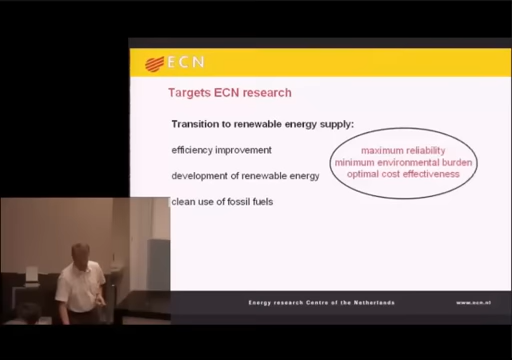 ECN
Targets ECN research
Transition to renewable energy supply:
efficiency improvement
development of renewable energy
clean use of fossil fuels
maximum reliability
minimum environmental burden
optimal cost effectiveness
Energy research Centre of the Netherlands
www.ecn.nl